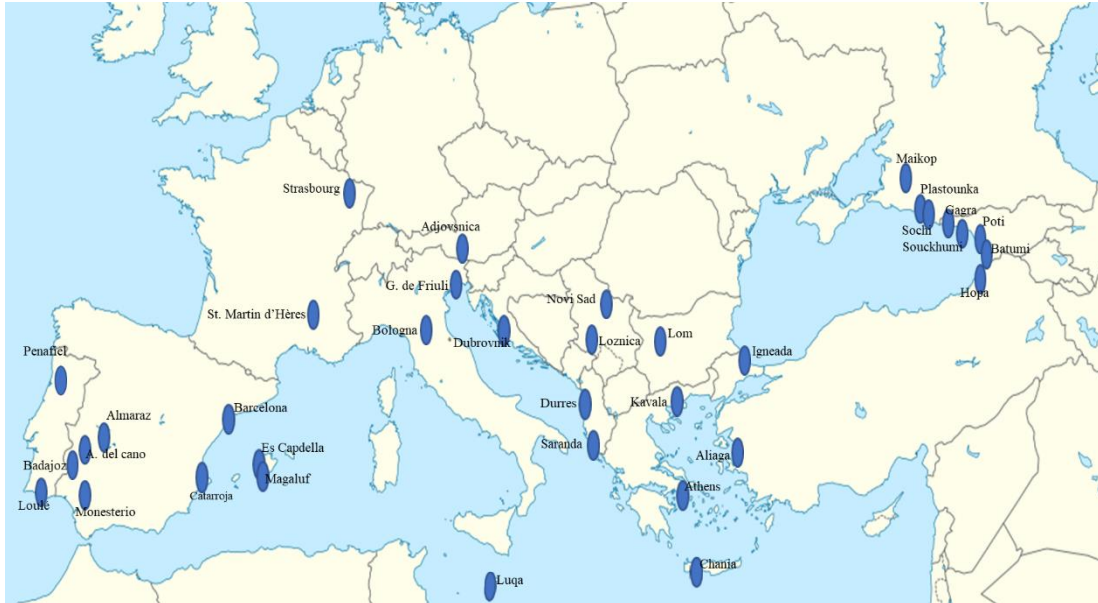 Maikop
Strasbourg
Plastounka
Adjovsnica
Gagra
Poti
Sochi
Souckhumi
Batumi
G. de Friuli
Hopa
Novi Sad
St. Martin d'Hères
Bologna
Dubrovnik
Loznica
Lom
Igneada
Penafiel
Durres
Kavala
Almaraz
Barcelona
Saranda
Es Capdella
A. del cano
Aliaga
Badajoz
Magaluf
Athens
Catarroja
Loulé
Monesterio
Chania
Luqa